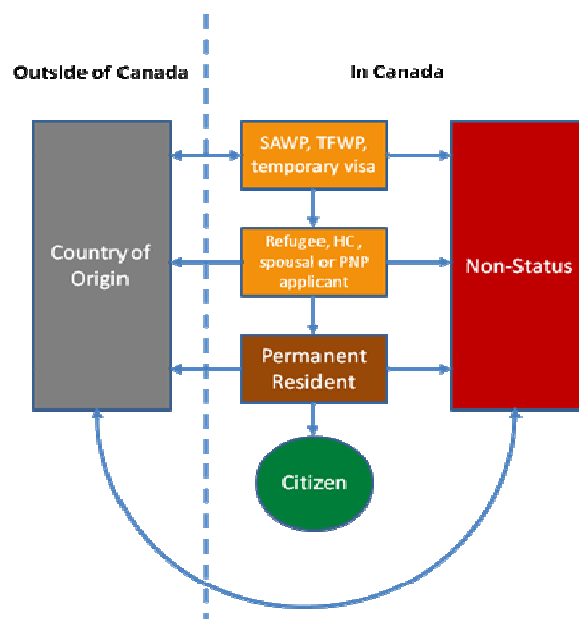 Outside of Canada
In Canada
SAWP, TFWP,
temporary visa
Country of
Origin
Refugee, HC ,
spousal or PNP
applicant
Non-Status
Permanent
Resident
Citizen